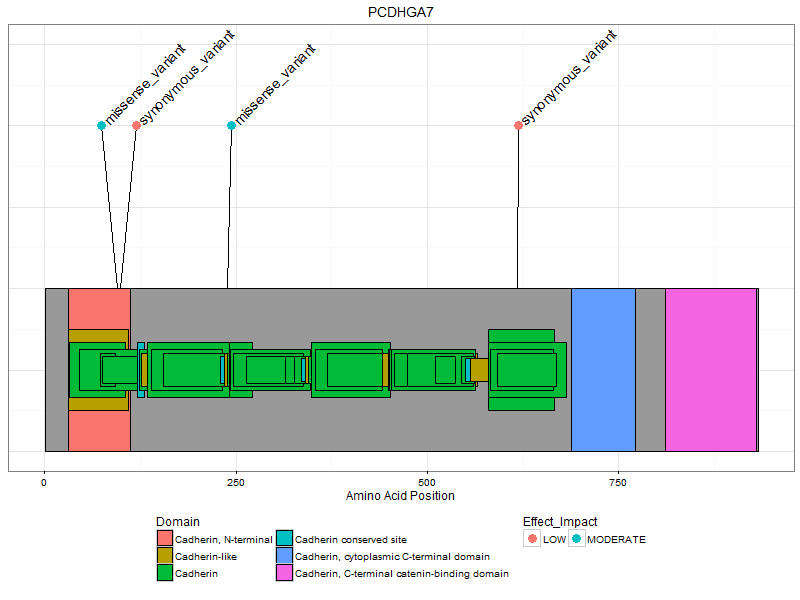 PCDHGA7
missense_variant
synonymous_variant
missense_variant
synonymous_variant
0 250 500 750
Amino Acid Position
Domain
Cadherin, N-terminal
Cadherin-like
Cadherin
Cadherin conserved site
Cadherin, cytoplasmic C-terminal domain
Cadherin, C-terminal catenin-binding domain
Effect_Impact
LOW MODERATE